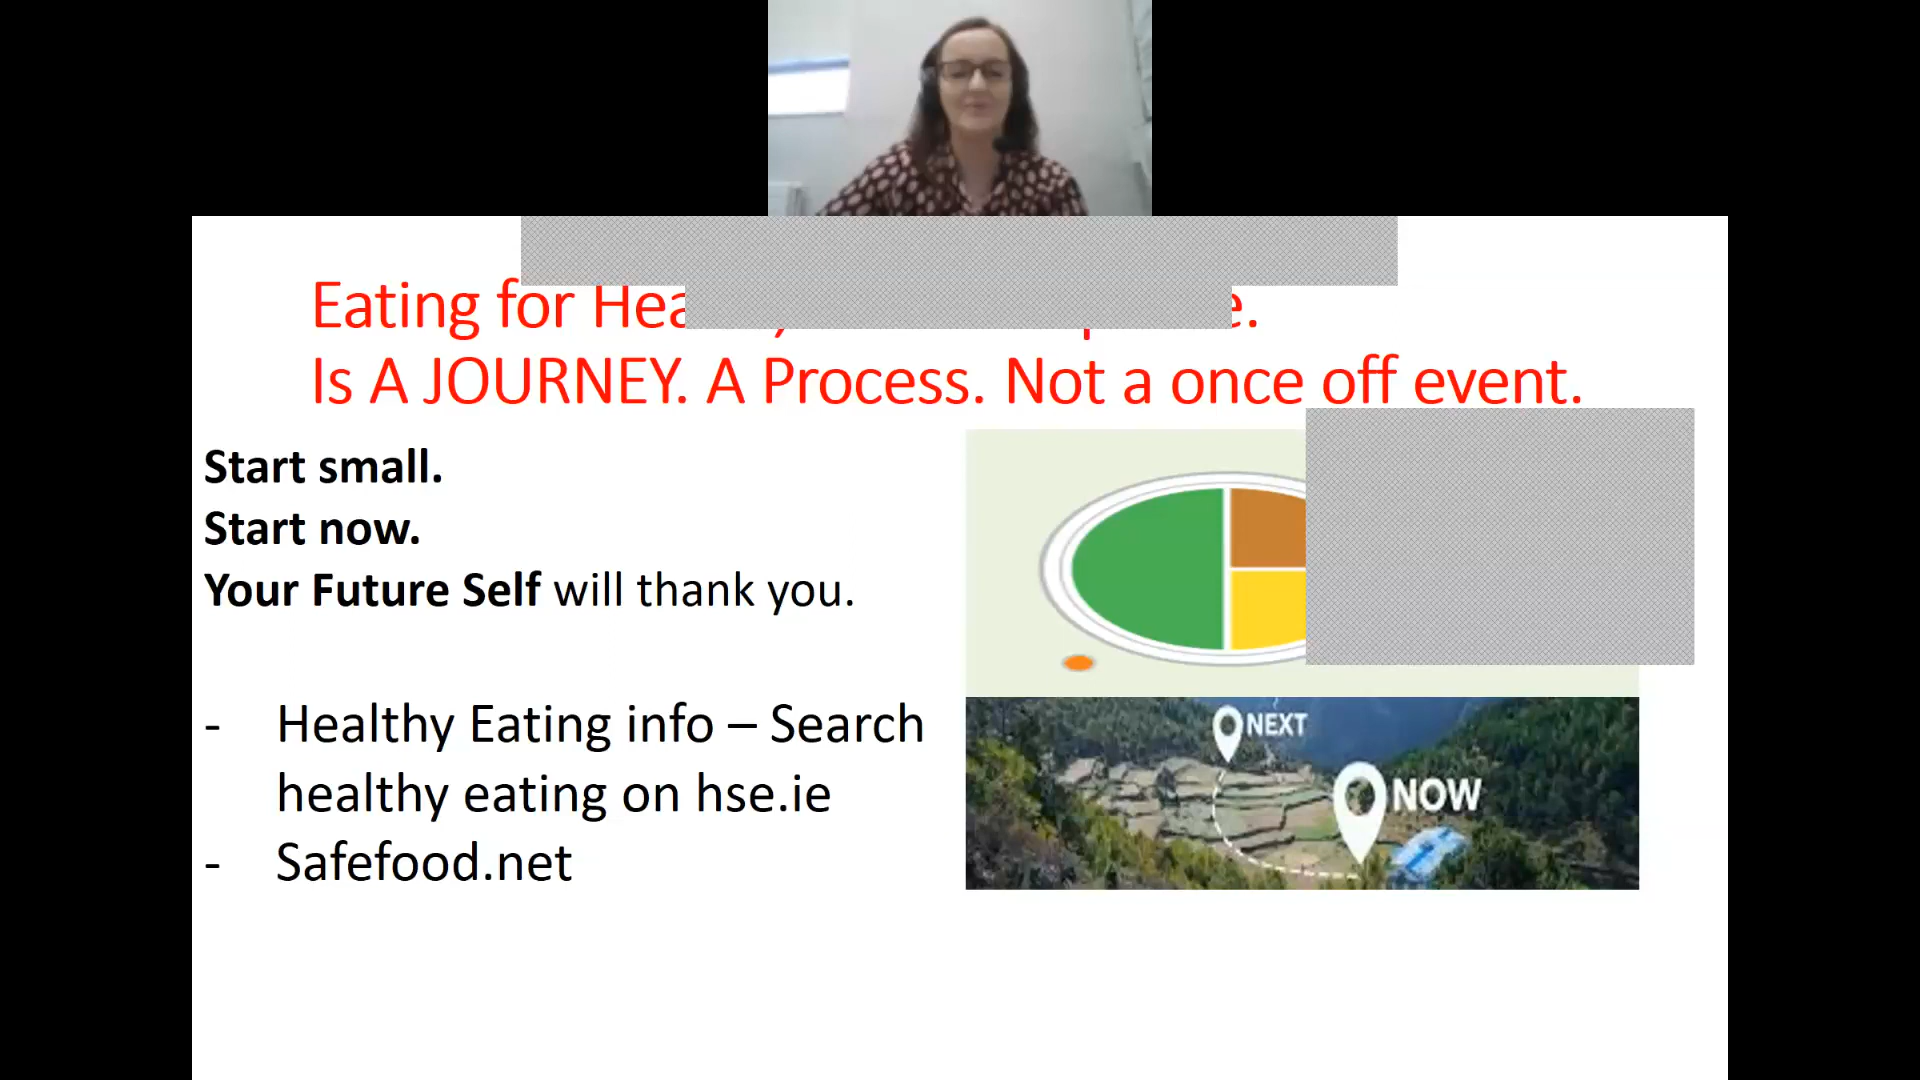 Eating for
Is A JOURNEY. A Process. Not a once off event.
Start small.
Start now.
Your Future Self will thank you.
- Healthy Eating info – Search
healthy eating on hse.ie
- Safefood.net
NEXT
NOW